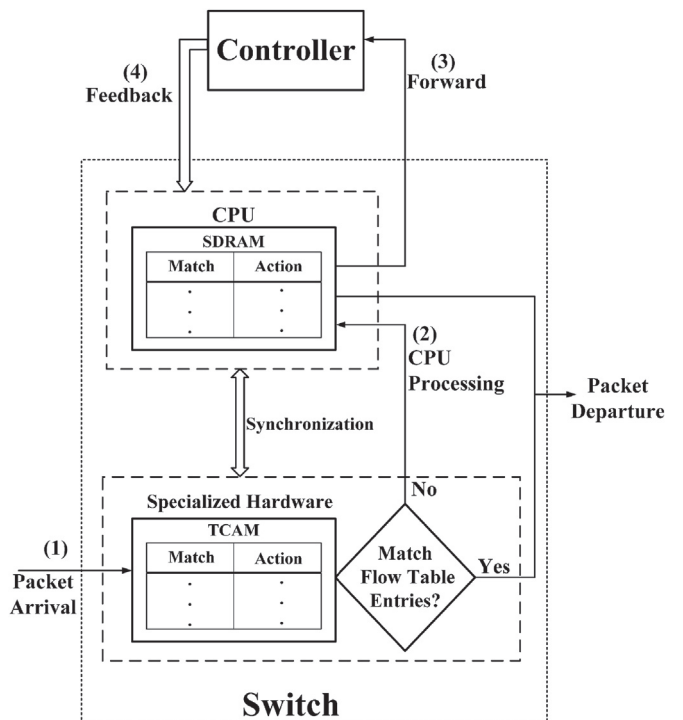 Controller
(4)
Feedback
(3)
Forward
CPU
SDRAM
Match Action
(2)
CPU
Processing
Packet
Departure
Synchronization
No
Specialized Hardware
TCAM
Match Action
(1)
Packet
Arrival
Match
Flow Table
Entries?
Yes
Switch